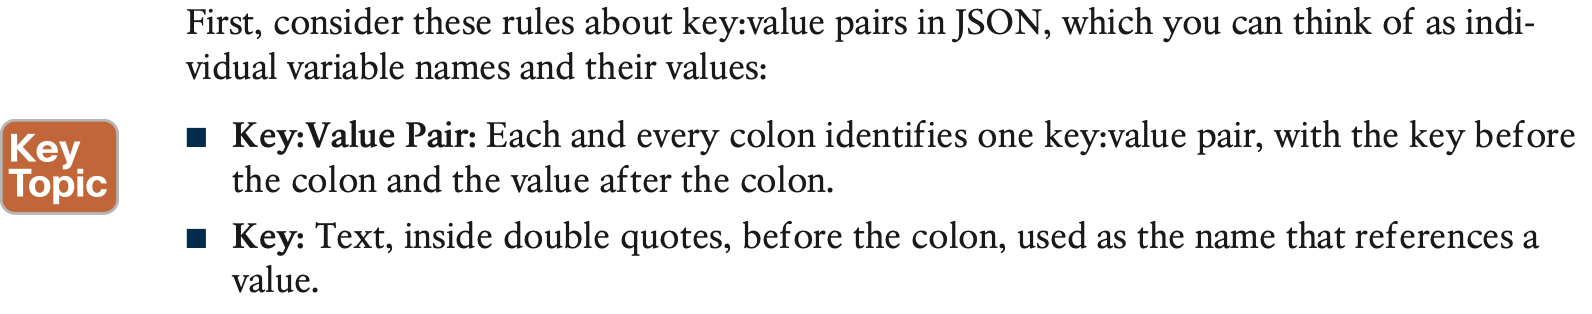 First, consider these rules about key:value pairs in JSON, which you can think of as indi-
vidual variable names and their values:
Key
Topic
■ Key:Value Pair: Each and every colon identifies one key:value pair, with the key before
the colon and the value after the colon.
■ Key: Text, inside double quotes, before the colon, used as the name that references a
value.